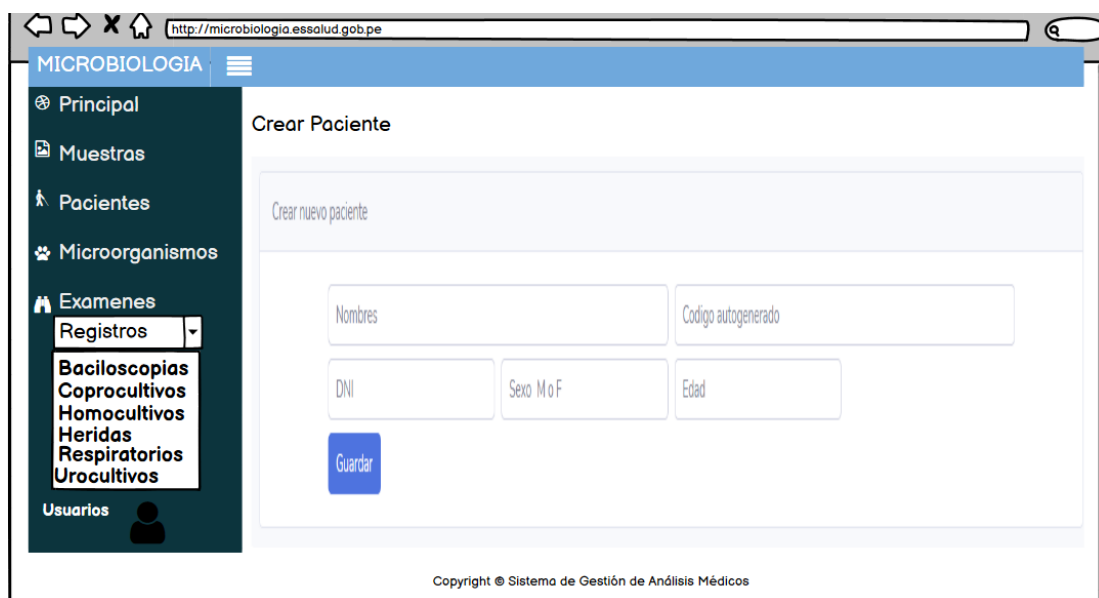 http://microbiologia.essalud.gob.pe
MICROBIOLOGIA
Principal
Muestras
Pacientes
Microorganismos
Examenes
Registros
Baciloscopias
Coprocultivos
Homocultivos
Heridas
Respiratorios
Urocultivos
Usuarios
Crear Paciente
Crear nuevo paciente
Nombres Codigo autogenerado
DNI Sexo M o F Edad
Guardar
Copyright © Sistema de Gestión de Análisis Médicos